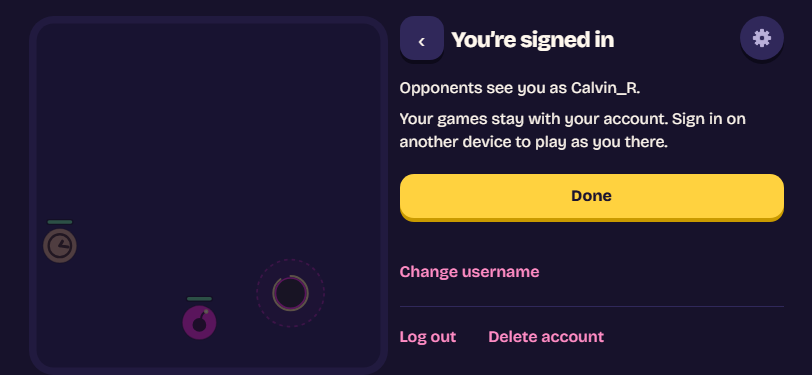 You're signed in
Opponents see you as Calvin_R.
Your games stay with your account. Sign in on
another device to play as you there.
Done
Change username
Log out
Delete account